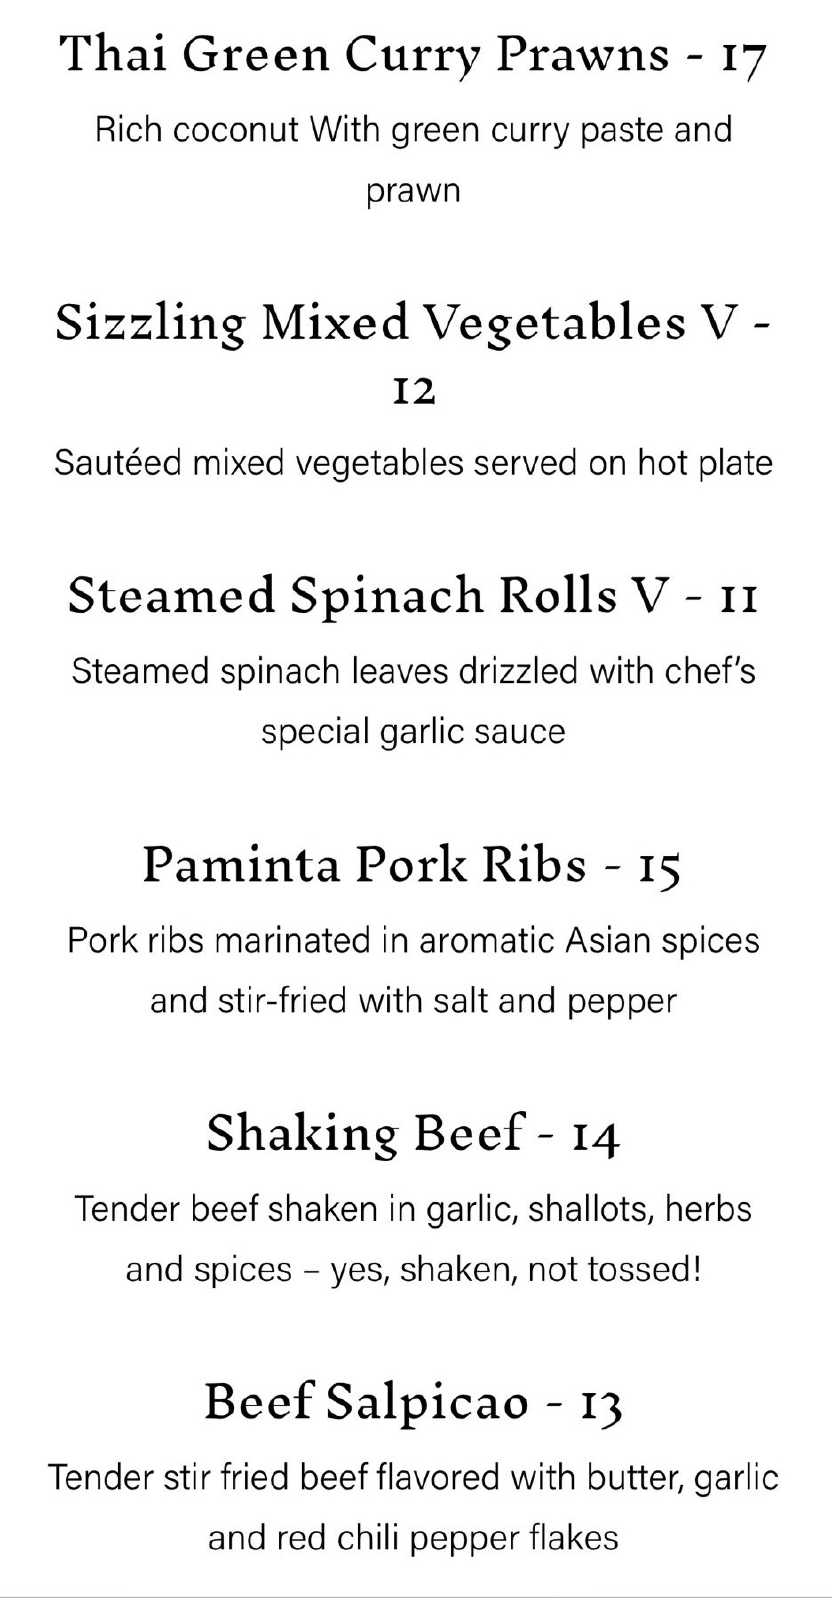 Thai Green Curry Prawns - 17
Rich coconut With green curry paste and
prawn
Sizzling Mixed Vegetables V -
12
Sautéed mixed vegetables served on hot plate
Steamed Spinach Rolls V - 11
Steamed spinach leaves drizzled with chef’s
special garlic sauce
Paminta Pork Ribs - 15
Pork ribs marinated in aromatic Asian spices
and stir-fried with salt and pepper
Shaking Beef - 14
Tender beef shaken in garlic, shallots, herbs
and spices – yes, shaken, not tossed!
Beef Salpicao - 13
Tender stir fried beef flavored with butter, garlic
and red chili pepper flakes